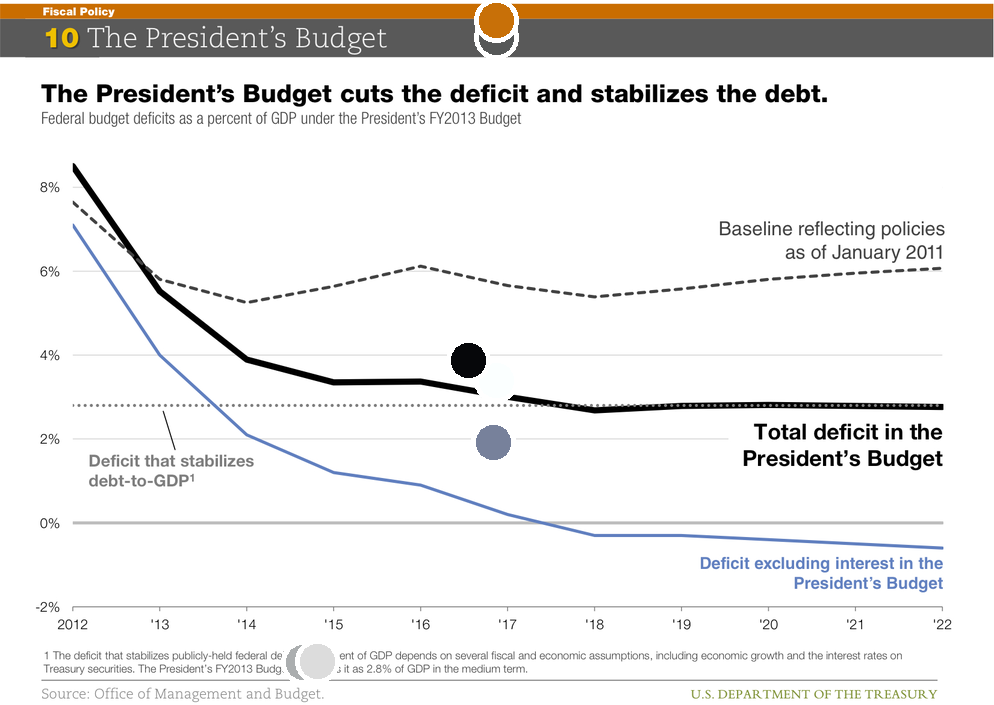 Fiscal Policy
10 The President's Budget
The President's Budget cuts the deficit and stabilizes the debt.
Federal budget deficits as a percent of GDP under the President's FY2013 Budget
8%
Baseline reflecting policies
as of January 2011
6%
4%
Total deficit in the
President's Budget
2%
Deficit that stabilizes
debt-to-GDP¹
0%
Deficit excluding interest in the
President's Budget
-2%
2012 '13 '14 '15 '16 '17 '18 '19 '20 '21 '22
1 The deficit that stabilizes publicly-held federal of GDP depends on several fiscal and economic assumptions, including economic growth and the interest rates on
Treasury securities. The President's FY2013 it as 2.8% of GDP in the medium term.
Source: Office of Management and Budget.
U.S. DEPARTMENT OF THE TREASURY